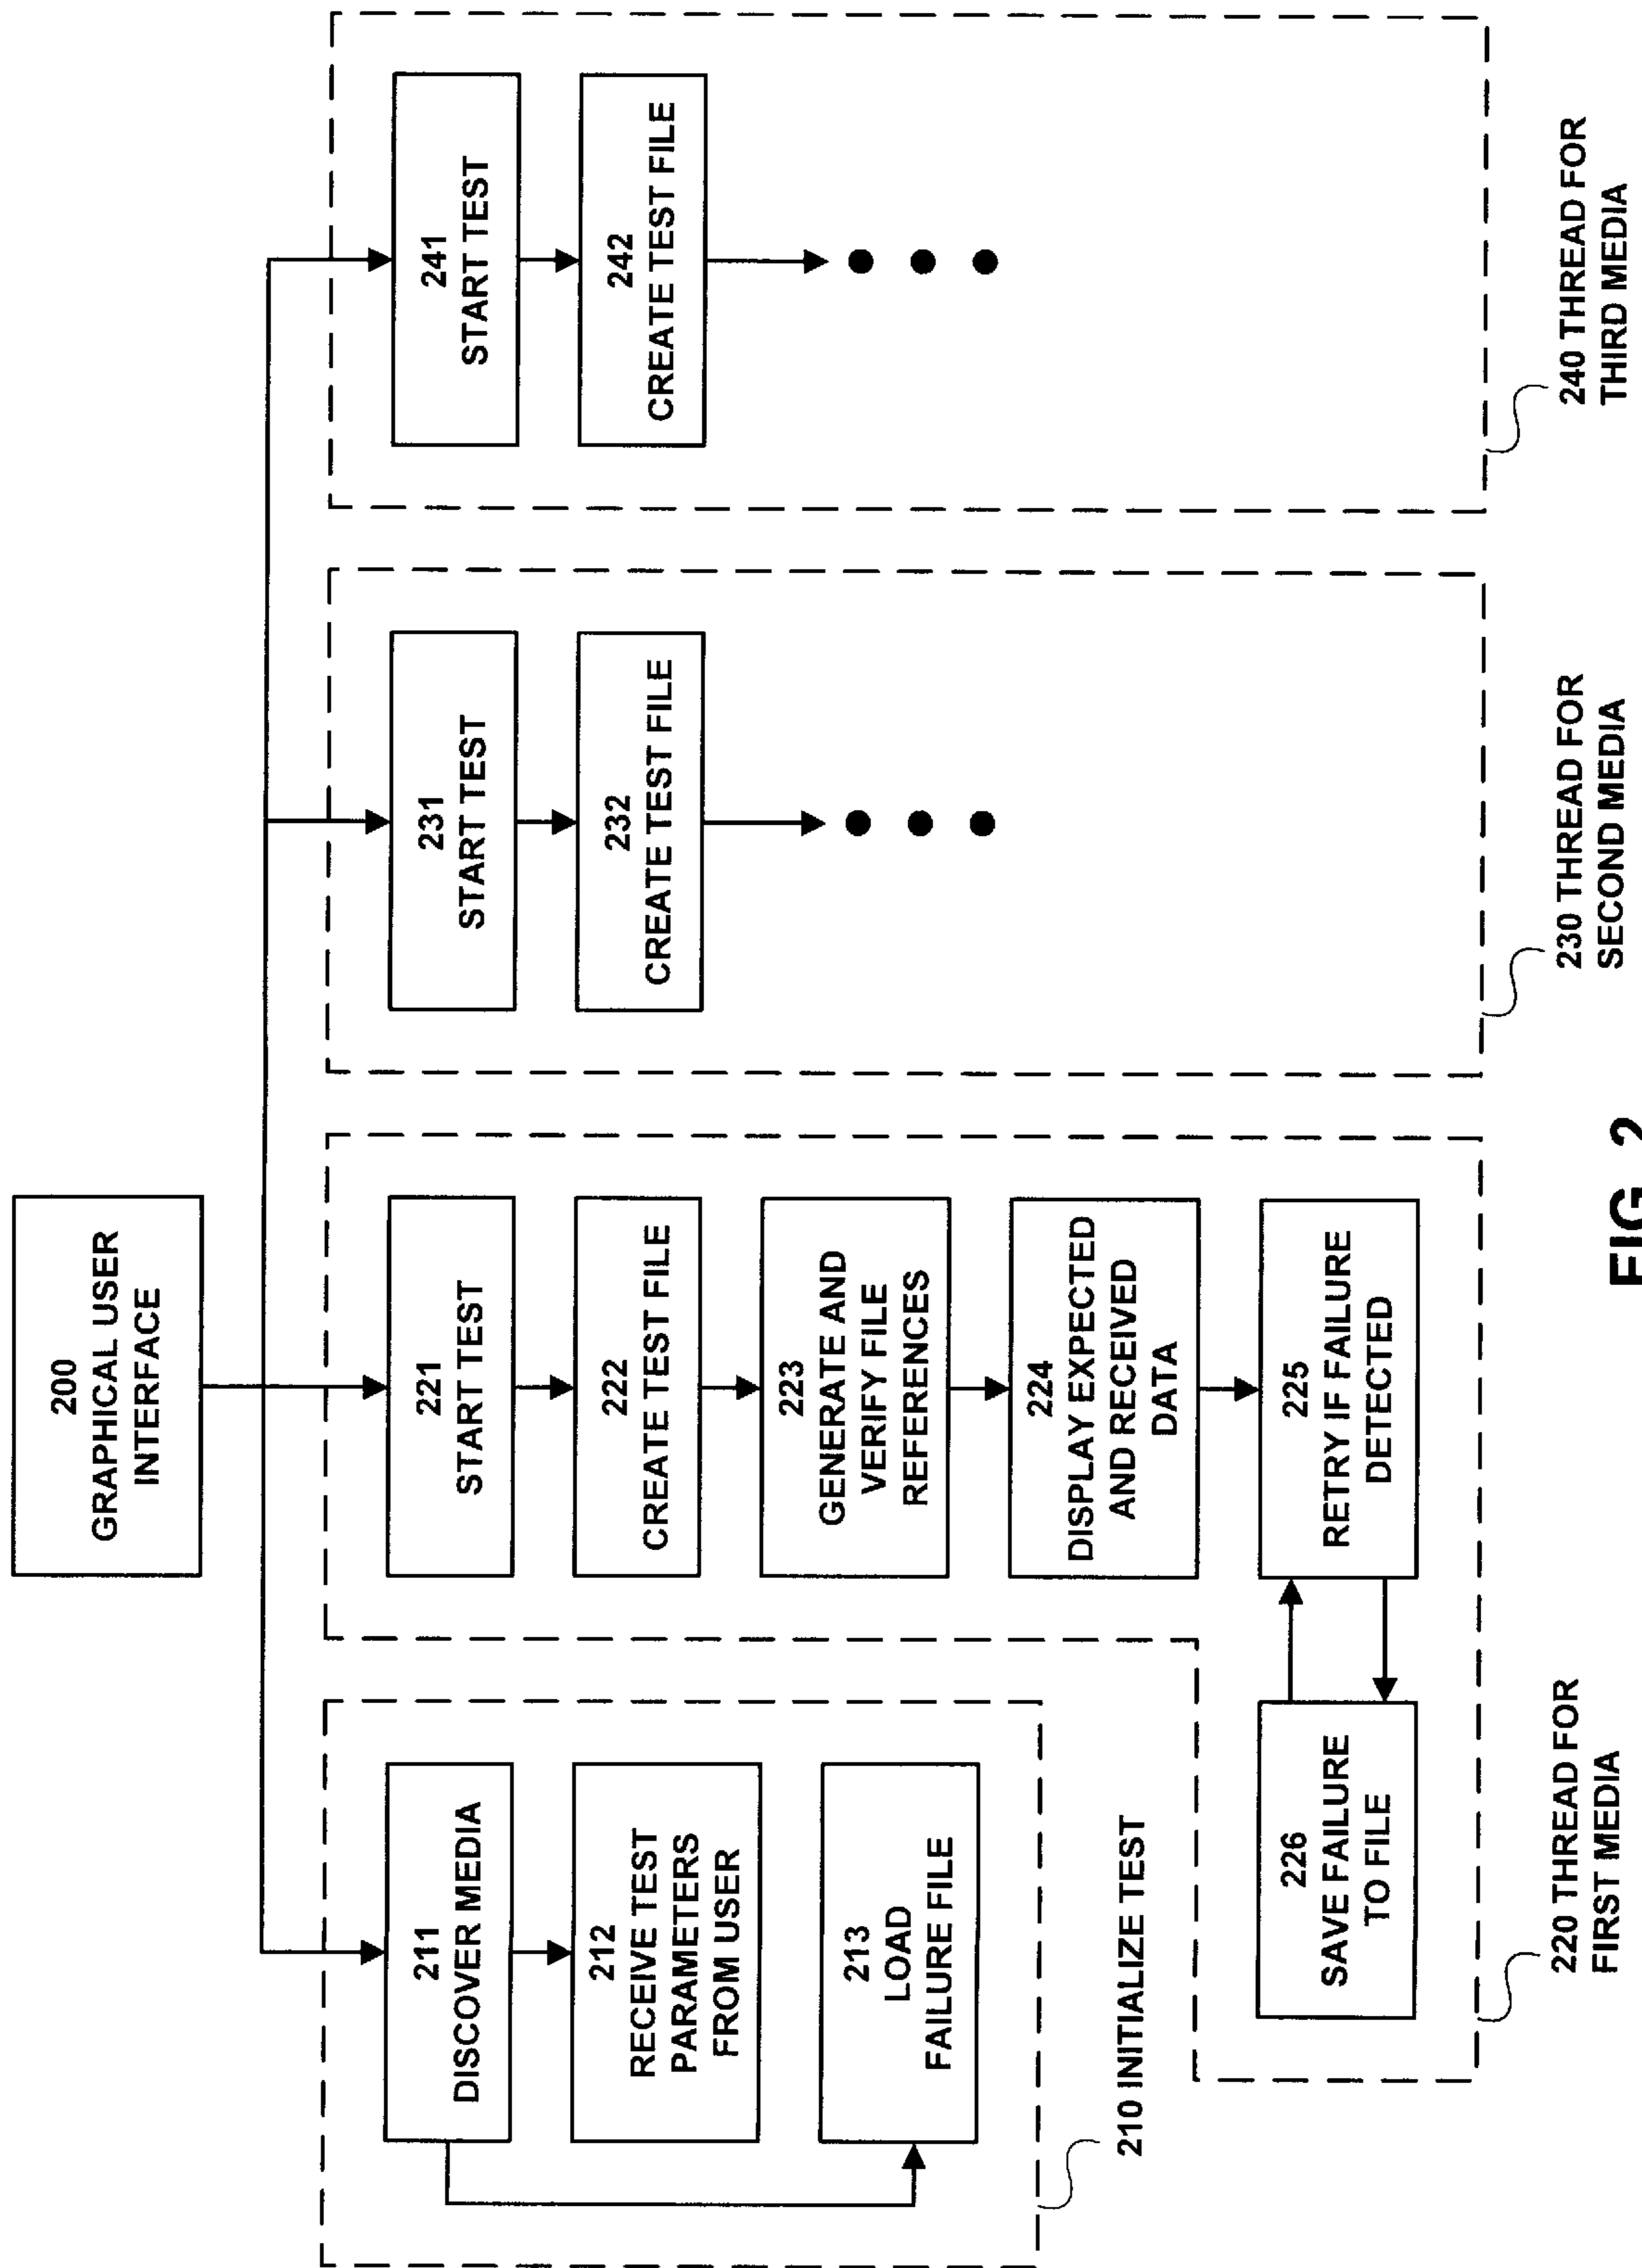 200
GRAPHICAL USER
INTERFACE
211
DISCOVER MEDIA
212
RECEIVE TEST
PARAMETERS
FROM USER
213
LOAD
FAILURE FILE
210 INITIALIZE TEST
221
START TEST
222
CREATE TEST FILE
223
GENERATE AND
VERIFY FILE
REFERENCES
224
DISPLAY EXPECTED
AND RECEIVED
DATA
225
RETRY IF FAILURE
DETECTED
226
SAVE FAILURE
TO FILE
220 THREAD FOR
FIRST MEDIA
231
START TEST
232
CREATE TEST FILE
230 THREAD FOR
SECOND MEDIA
241
START TEST
242
CREATE TEST FILE
240 THREAD FOR
THIRD MEDIA
FIG. 2